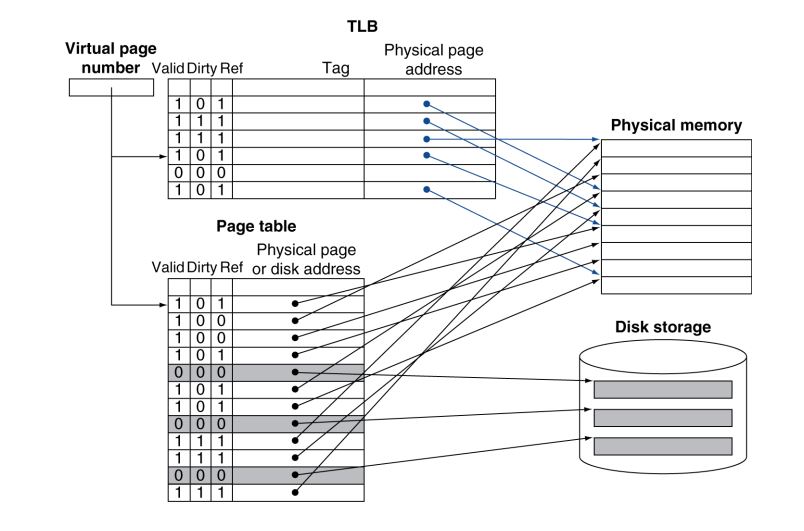 TLB
Virtual page
number
Valid Dirty Ref
Tag
Physical page
address
1 0 1
1 1 1
1 1 1
1 0 1
0 0 0
1 0 1
Physical memory
Page table
Physical page
or disk address
Valid Dirty Ref
1 0 1
1 0 0
1 0 0
1 0 1
0 0 0
1 0 1
1 0 1
0 0 0
1 1 1
1 1 1
0 0 0
1 1 1
Disk storage